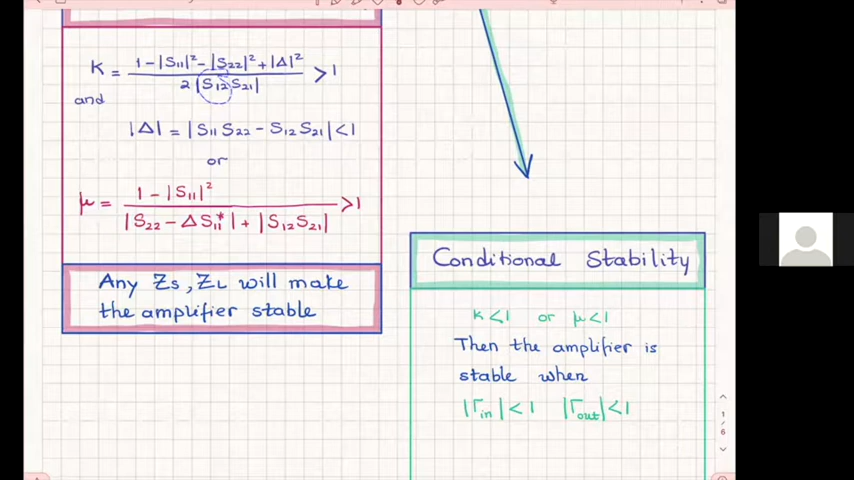 K = 1-|S11|²-|S22|²+|Δ|² / 2|S12S21| >1
and
|Δ| = |S11S22 - S12S21| <1
or
μ = 1-|S11|² / |S22-ΔS11*| + |S12S21| >1
Any Zs, ZL will make
the amplifier stable
Conditional Stability
K<1 or μ<1
Then the amplifier is
stable when
|Γin|<1 |Γout|<1
1
/
6